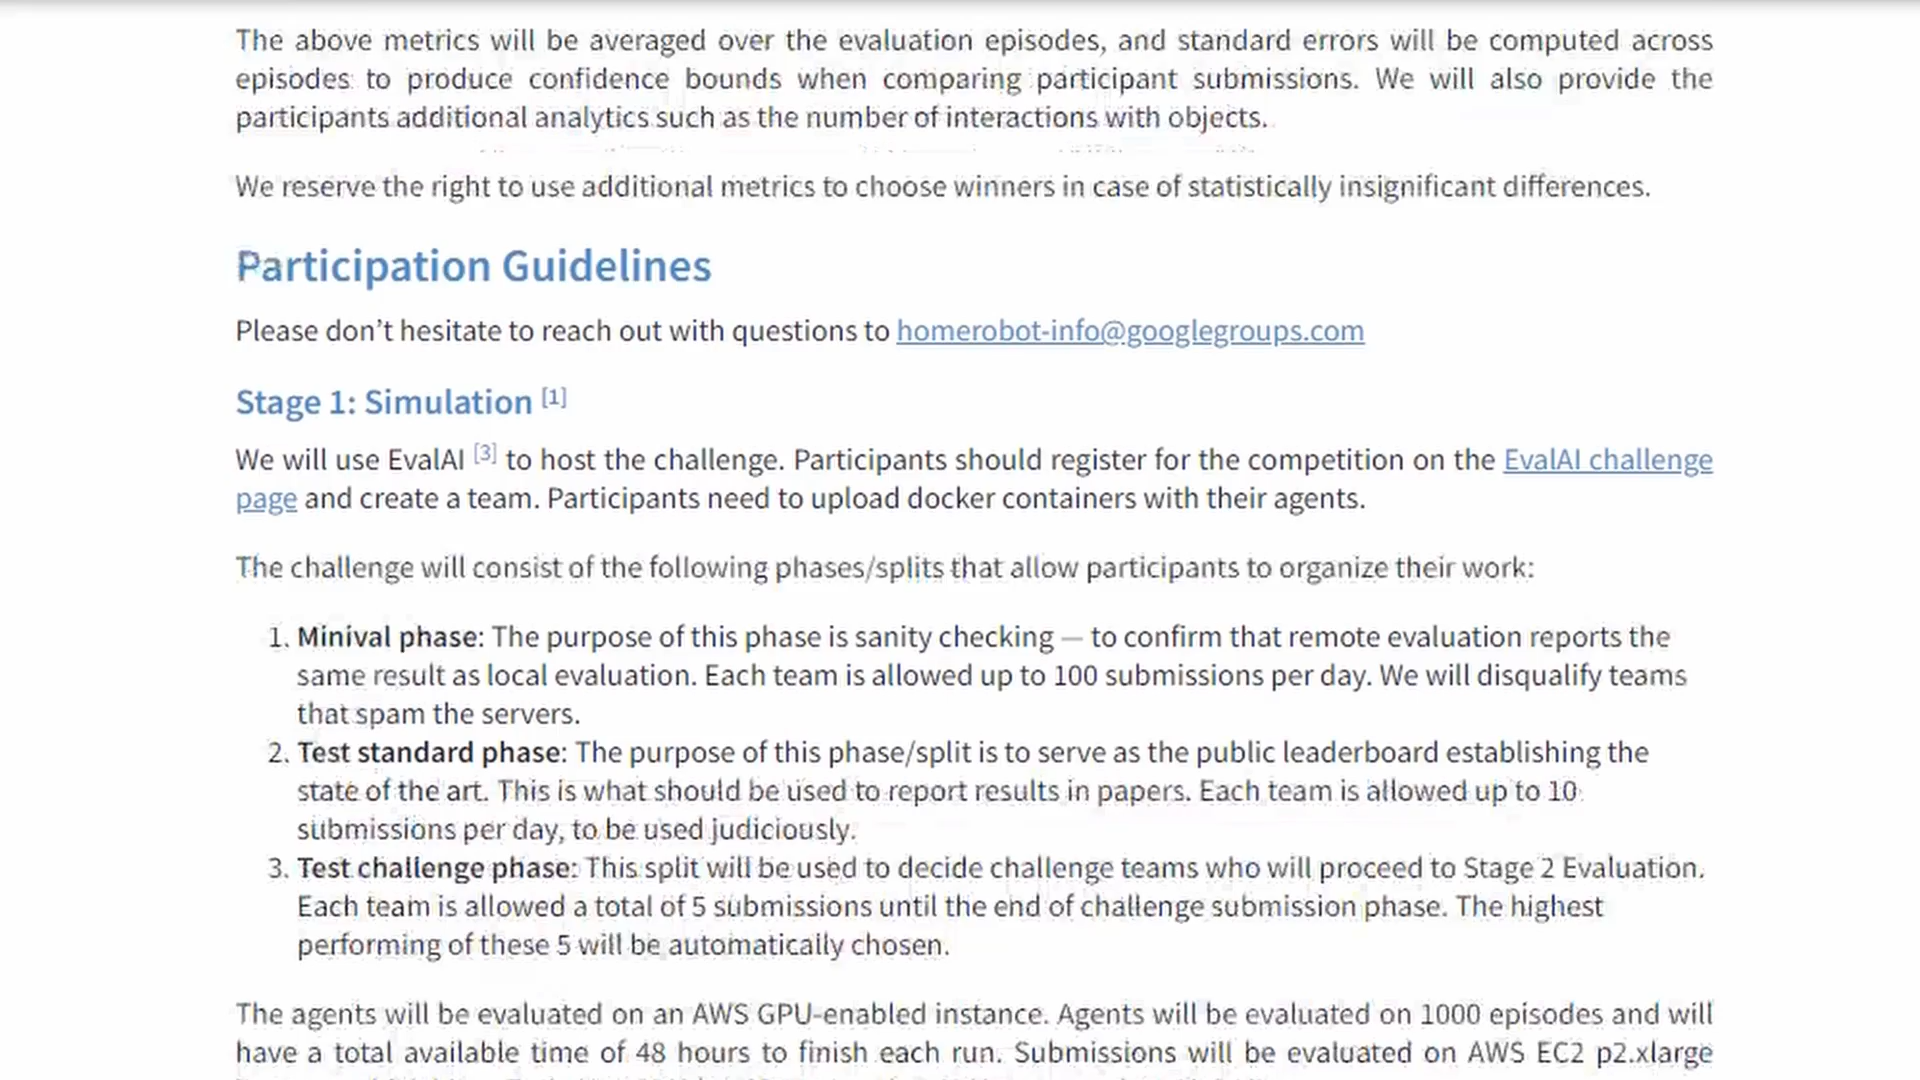 The above metrics will be averaged over the evaluation episodes, and standard errors will be computed across
episodes to produce confidence bounds when comparing participant submissions. We will also provide the
participants additional analytics such as the number of interactions with objects.
We reserve the right to use additional metrics to choose winners in case of statistically insignificant differences.
Participation Guidelines
Please don't hesitate to reach out with questions to homerobot-info@googlegroups.com
Stage 1: Simulation [1]
We will use EvalAI [3] to host the challenge. Participants should register for the competition on the EvalAI challenge
page and create a team. Participants need to upload docker containers with their agents.
The challenge will consist of the following phases/splits that allow participants to organize their work:
1. Minival phase: The purpose of this phase is sanity checking — to confirm that remote evaluation reports the
same result as local evaluation. Each team is allowed up to 100 submissions per day. We will disqualify teams
that spam the servers.
2. Test standard phase: The purpose of this phase/split is to serve as the public leaderboard establishing the
state of the art. This is what should be used to report results in papers. Each team is allowed up to 10
submissions per day, to be used judiciously.
3. Test challenge phase: This split will be used to decide challenge teams who will proceed to Stage 2 Evaluation.
Each team is allowed a total of 5 submissions until the end of challenge submission phase. The highest
performing of these 5 will be automatically chosen.
The agents will be evaluated on an AWS GPU-enabled instance. Agents will be evaluated on 1000 episodes and will
have a total available time of 48 hours to finish each run. Submissions will be evaluated on AWS EC2 p2.xlarge